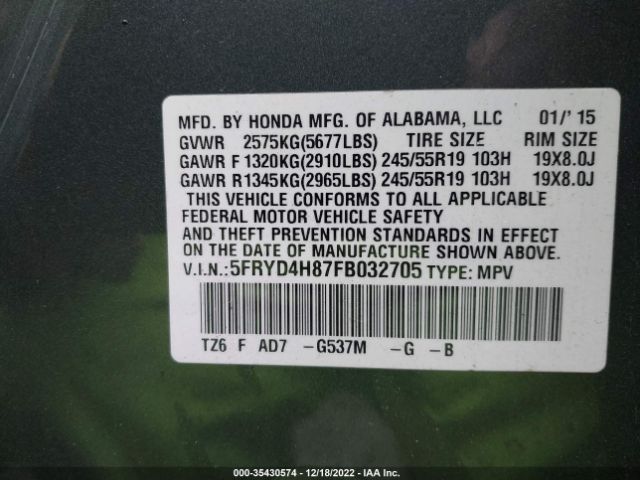 MFD. BY HONDA MFG. OF ALABAMA, LLC 01/'15
GVWR 2575KG(5677LBS) TIRE SIZE RIM SIZE
GAWR F 1320KG(2910LBS) 245/55R19 103H 19X8.0J
GAWR R 1345KG(2965LBS) 245/55R19 103H 19X8.0J
THIS VEHICLE CONFORMS TO ALL APPLICABLE
FEDERAL MOTOR VEHICLE SAFETY
AND THEFT PREVENTION STANDARDS IN EFFECT
ON THE DATE OF MANUFACTURE SHOWN ABOVE.
V.I.N.:5FRYD4H87FB032705 TYPE: MPV
TZ6 F AD7 -G537M -G -B
000-35430574 - 12/18/2022 - IAA Inc.